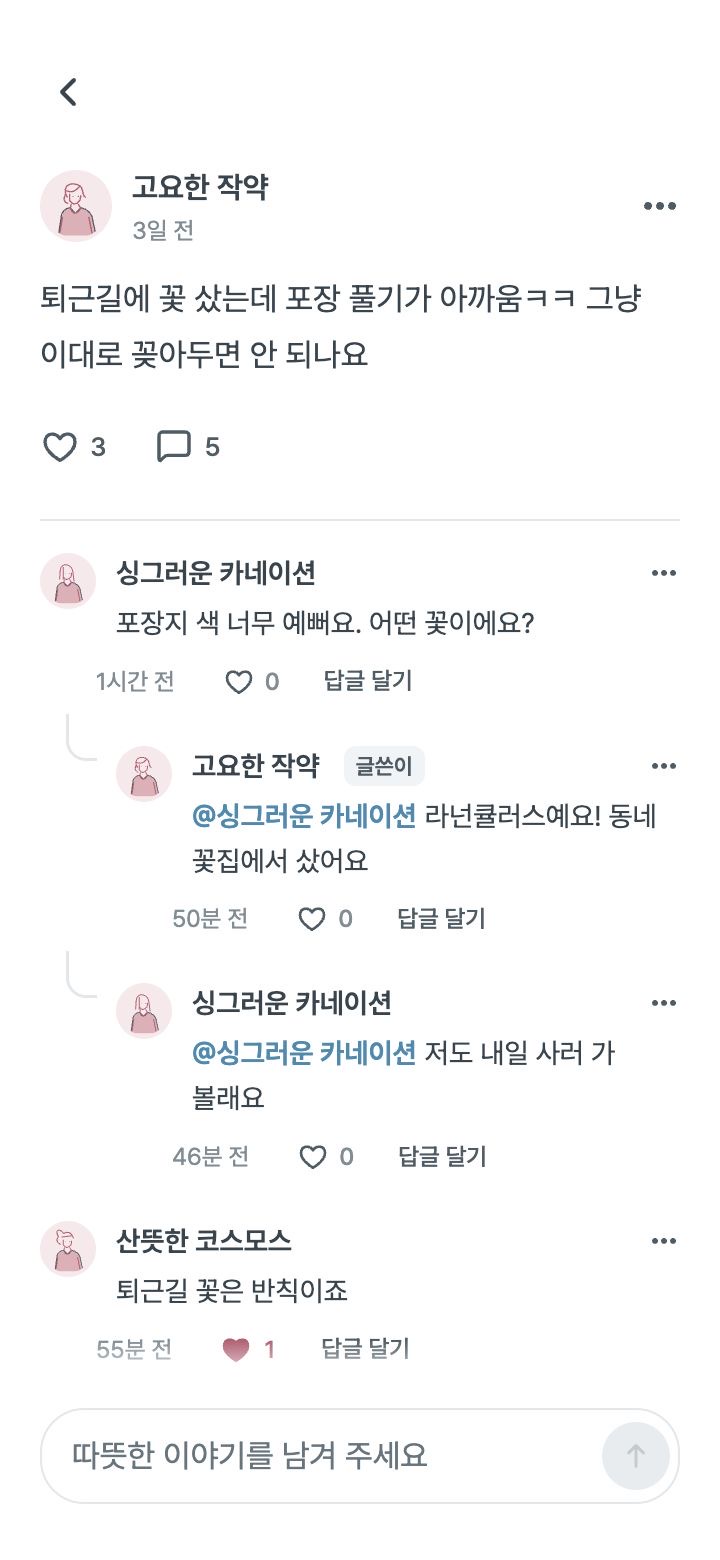 고요한 작약
3일 전
퇴근길에 꽃 샀는데 포장 풀기가 아까움ㅋㅋ 그냥
이대로 꽂아두면 안 되나요
3 5
싱그러운 카네이션
포장지 색 너무 예뻐요. 어떤 꽃이에요?
1시간 전 0 답글 달기
고요한 작약 글쓴이
@싱그러운 카네이션 라넌큘러스예요! 동네
꽃집에서 샀어요
50분 전 0 답글 달기
싱그러운 카네이션
@싱그러운 카네이션 저도 내일 사러 가
볼래요
46분 전 0 답글 달기
산뜻한 코스모스
퇴근길 꽃은 반칙이죠
55분 전 1 답글 달기
따뜻한 이야기를 남겨 주세요